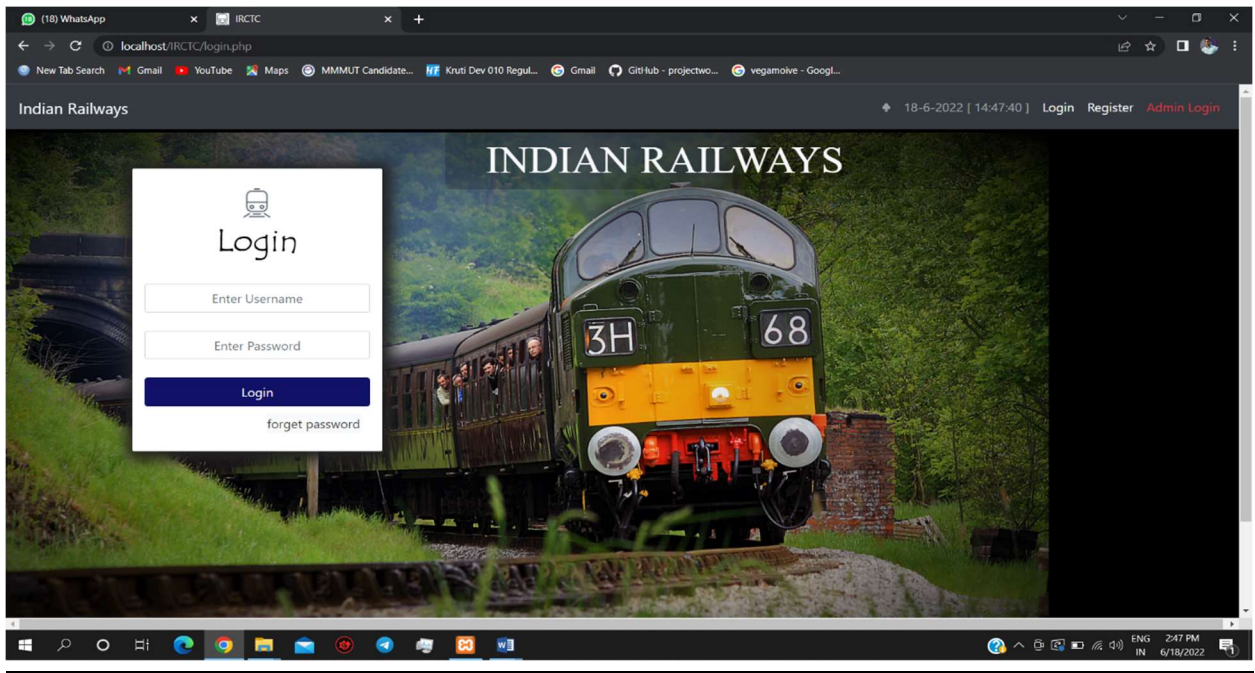 (18) WhatsApp
IRCTC
localhost/IRCTC/login.php
New Tab Search Gmail YouTube Maps MMMUT Candidate... Kruti Dev 010 Regul... Gmail GitHub - projectwo... vegamoive - Googl...
Indian Railways 18-6-2022 [ 14:47:40 ] Login Register Admin Login
INDIAN RAILWAYS
Login
Enter Username
Enter Password
Login
forget password
3H 68
ENG 2:47 PM
IN 6/18/2022